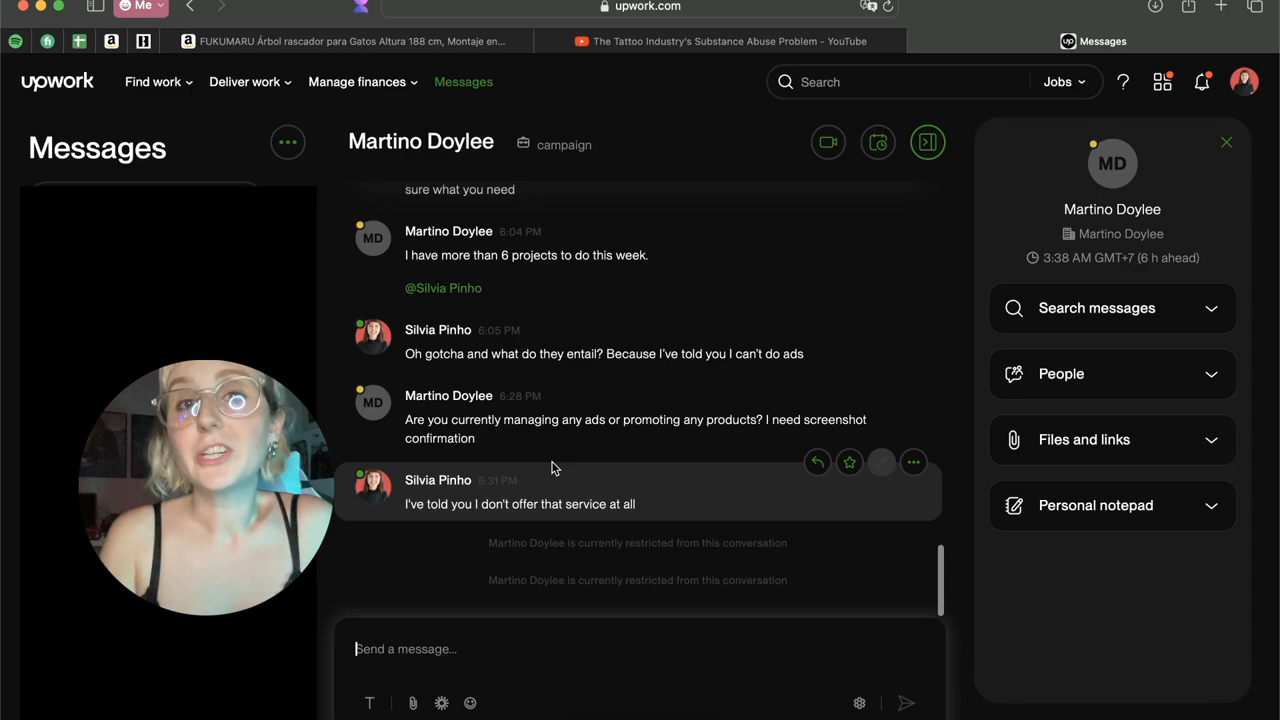 Me
upwork.com
FUKUMARU Árbol rascador para Gatos Altura 188 cm, Montaje en...
The Tattoo Industry's Substance Abuse Problem - YouTube
up Messages
upwork Find work Deliver work Manage finances Messages
Search Jobs
Messages
Martino Doylee campaign
sure what you need
MD Martino Doylee 6:04 PM
I have more than 6 projects to do this week.
@Silvia Pinho
Silvia Pinho 6:05 PM
Oh gotcha and what do they entail? Because I've told you I can't do ads
MD Martino Doylee 6:28 PM
Are you currently managing any ads or promoting any products? I need screenshot
confirmation
Silvia Pinho 6:31 PM
I've told you I don't offer that service at all
Martino Doylee is currently restricted from this conversation
Martino Doylee is currently restricted from this conversation
Send a message...
MD
Martino Doylee
Martino Doylee
3:38 AM GMT+7 (6 h ahead)
Search messages
People
Files and links
Personal notepad